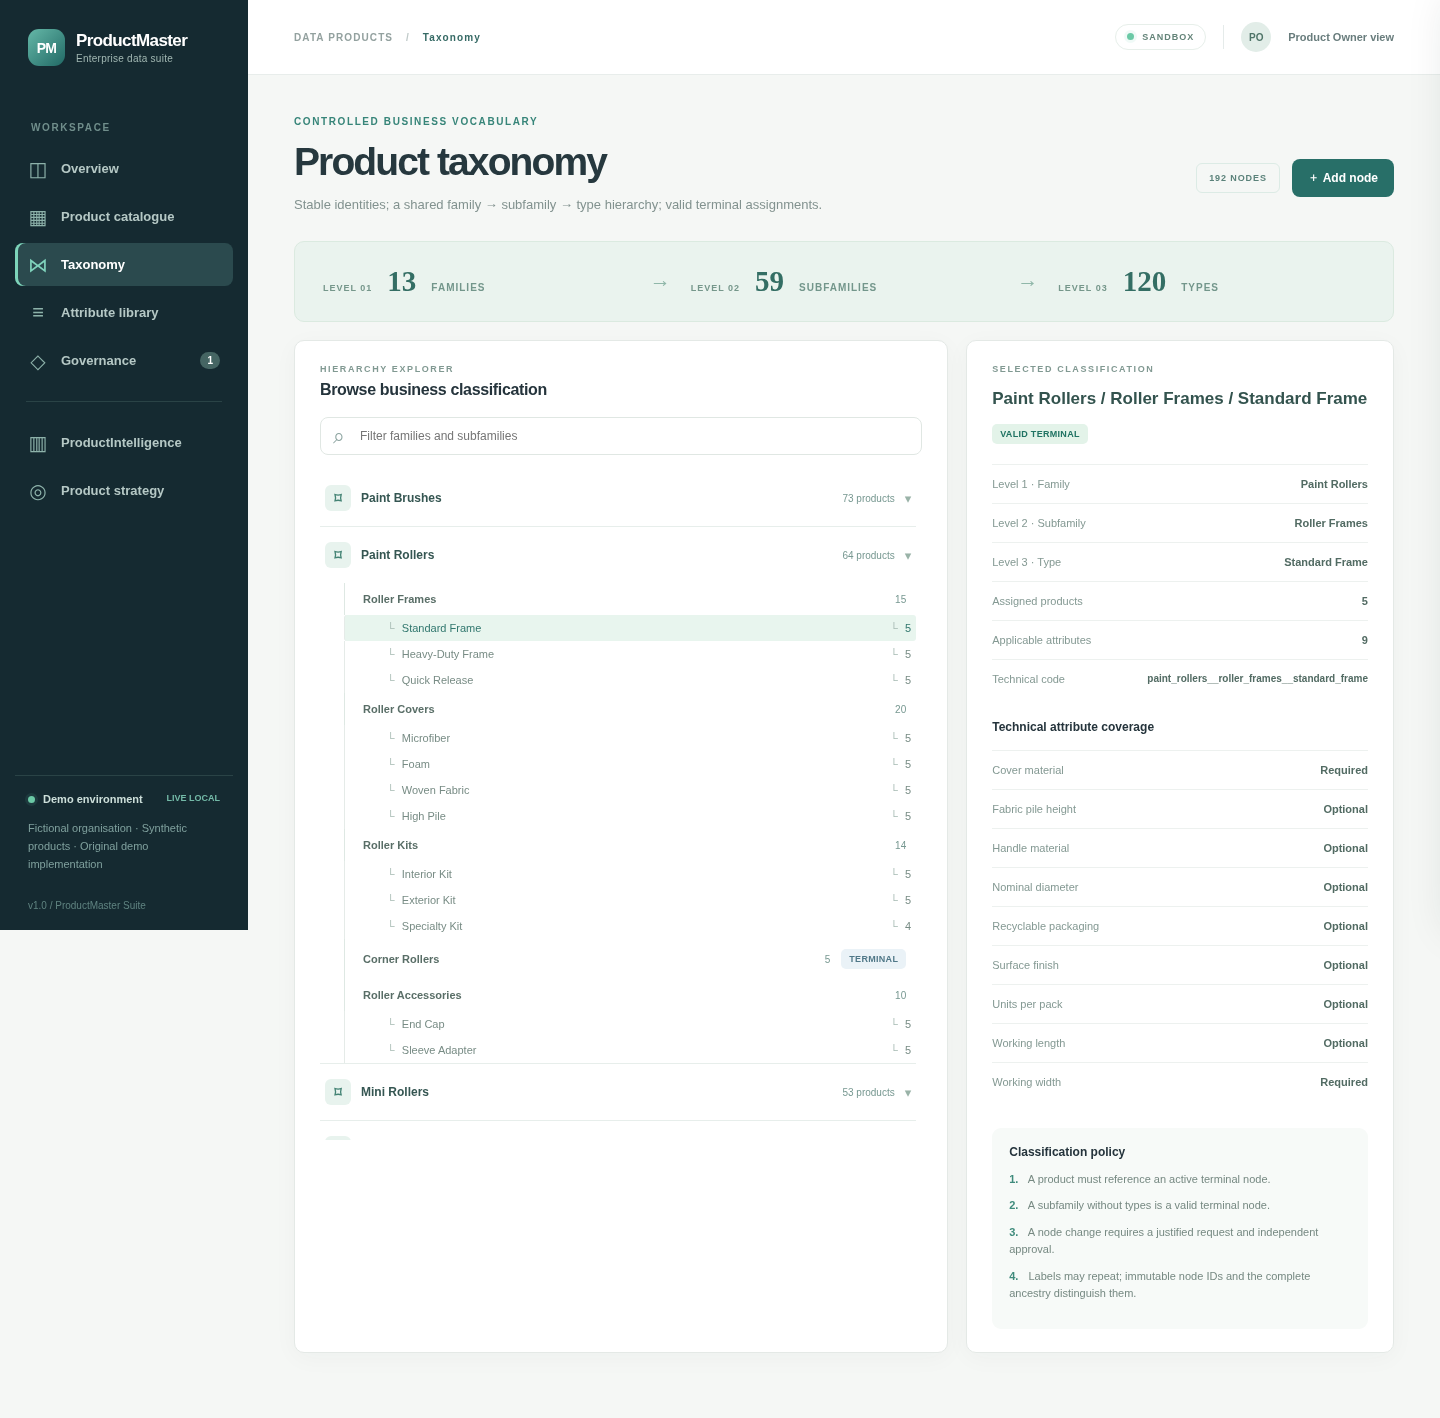 PM
ProductMaster
Enterprise data suite
WORKSPACE
Overview
Product catalogue
Taxonomy
Attribute library
Governance 1
ProductIntelligence
Product strategy
Demo environment LIVE LOCAL
Fictional organisation · Synthetic
products · Original demo
implementation
v1.0 / ProductMaster Suite
DATA PRODUCTS / Taxonomy
SANDBOX
PO Product Owner view
CONTROLLED BUSINESS VOCABULARY
Product taxonomy
Stable identities; a shared family → subfamily → type hierarchy; valid terminal assignments.
192 NODES
+ Add node
LEVEL 01 13 FAMILIES → LEVEL 02 59 SUBFAMILIES → LEVEL 03 120 TYPES
HIERARCHY EXPLORER
Browse business classification
Filter families and subfamilies
Paint Brushes 73 products ▾
Paint Rollers 64 products ▾
Roller Frames 15
└ Standard Frame └ 5
└ Heavy-Duty Frame └ 5
└ Quick Release └ 5
Roller Covers 20
└ Microfiber └ 5
└ Foam └ 5
└ Woven Fabric └ 5
└ High Pile └ 5
Roller Kits 14
└ Interior Kit └ 5
└ Exterior Kit └ 5
└ Specialty Kit └ 4
Corner Rollers 5 TERMINAL
Roller Accessories 10
└ End Cap └ 5
└ Sleeve Adapter └ 5
Mini Rollers 53 products ▾
SELECTED CLASSIFICATION
Paint Rollers / Roller Frames / Standard Frame
VALID TERMINAL
Level 1 · Family Paint Rollers
Level 2 · Subfamily Roller Frames
Level 3 · Type Standard Frame
Assigned products 5
Applicable attributes 9
Technical code paint_rollers__roller_frames__standard_frame
Technical attribute coverage
Cover material Required
Fabric pile height Optional
Handle material Optional
Nominal diameter Optional
Recyclable packaging Optional
Surface finish Optional
Units per pack Optional
Working length Optional
Working width Required
Classification policy
1. A product must reference an active terminal node.
2. A subfamily without types is a valid terminal node.
3. A node change requires a justified request and independent
approval.
4. Labels may repeat; immutable node IDs and the complete
ancestry distinguish them.